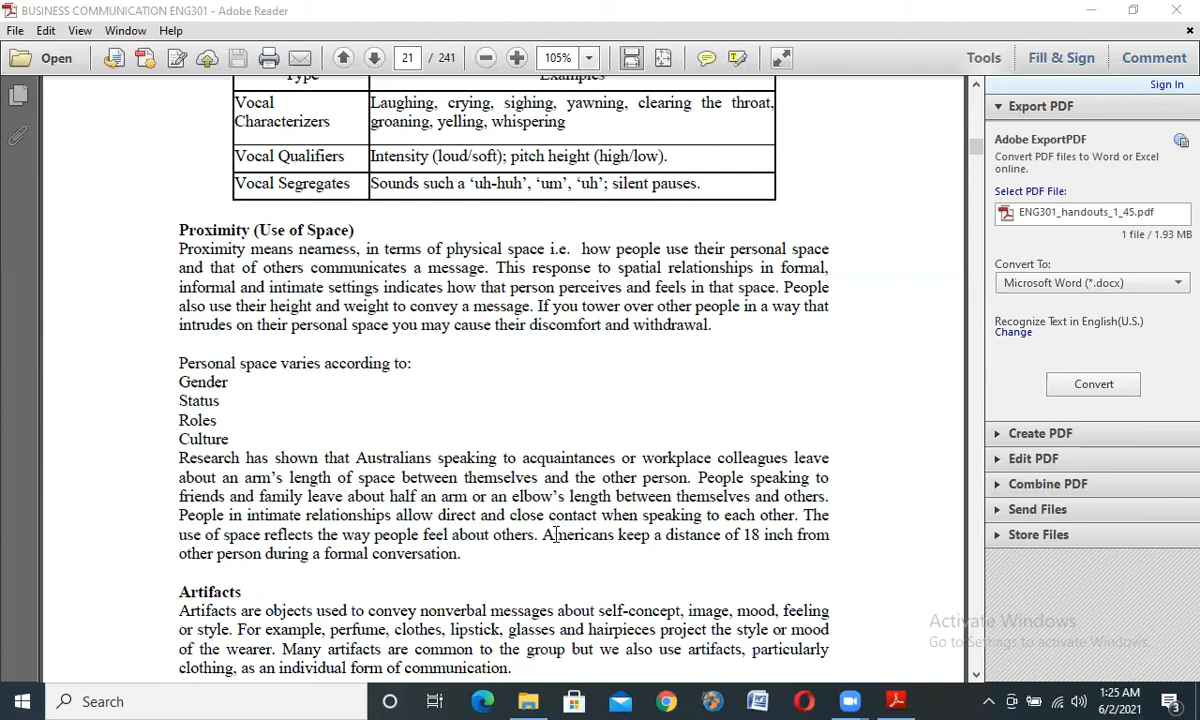 BUSINESS COMMUNICATION ENG301 - Adobe Reader
File Edit View Window Help
Open 21 / 241 105% Tools Fill & Sign Comment
Sign In
Type Examples
Vocal Characterizers
Laughing, crying, sighing, yawning, clearing the throat,
groaning, yelling, whispering
Vocal Qualifiers Intensity (loud/soft); pitch height (high/low).
Vocal Segregates Sounds such a ‘uh-huh’, ‘um’, ‘uh’; silent pauses.
Proximity (Use of Space)
Proximity means nearness, in terms of physical space i.e. how people use their personal space
and that of others communicates a message. This response to spatial relationships in formal,
informal and intimate settings indicates how that person perceives and feels in that space. People
also use their height and weight to convey a message. If you tower over other people in a way that
intrudes on their personal space you may cause their discomfort and withdrawal.
Personal space varies according to:
Gender
Status
Roles
Culture
Research has shown that Australians speaking to acquaintances or workplace colleagues leave
about an arm’s length of space between themselves and the other person. People speaking to
friends and family leave about half an arm or an elbow’s length between themselves and others.
People in intimate relationships allow direct and close contact when speaking to each other. The
use of space reflects the way people feel about others. Americans keep a distance of 18 inch from
other person during a formal conversation.
Artifacts
Artifacts are objects used to convey nonverbal messages about self-concept, image, mood, feeling
or style. For example, perfume, clothes, lipstick, glasses and hairpieces project the style or mood
of the wearer. Many artifacts are common to the group but we also use artifacts, particularly
clothing, as an individual form of communication.
Export PDF
Adobe ExportPDF
Convert PDF files to Word or Excel
online.
Select PDF File:
ENG301_handouts_1_45.pdf
1 file / 1.93 MB
Convert To:
Microsoft Word (*.docx)
Recognize Text in English(U.S.)
Change
Convert
Create PDF
Edit PDF
Combine PDF
Send Files
Store Files
Activate Windows
Go to Settings to activate Windows.
Search
1:25 AM
6/2/2021
3